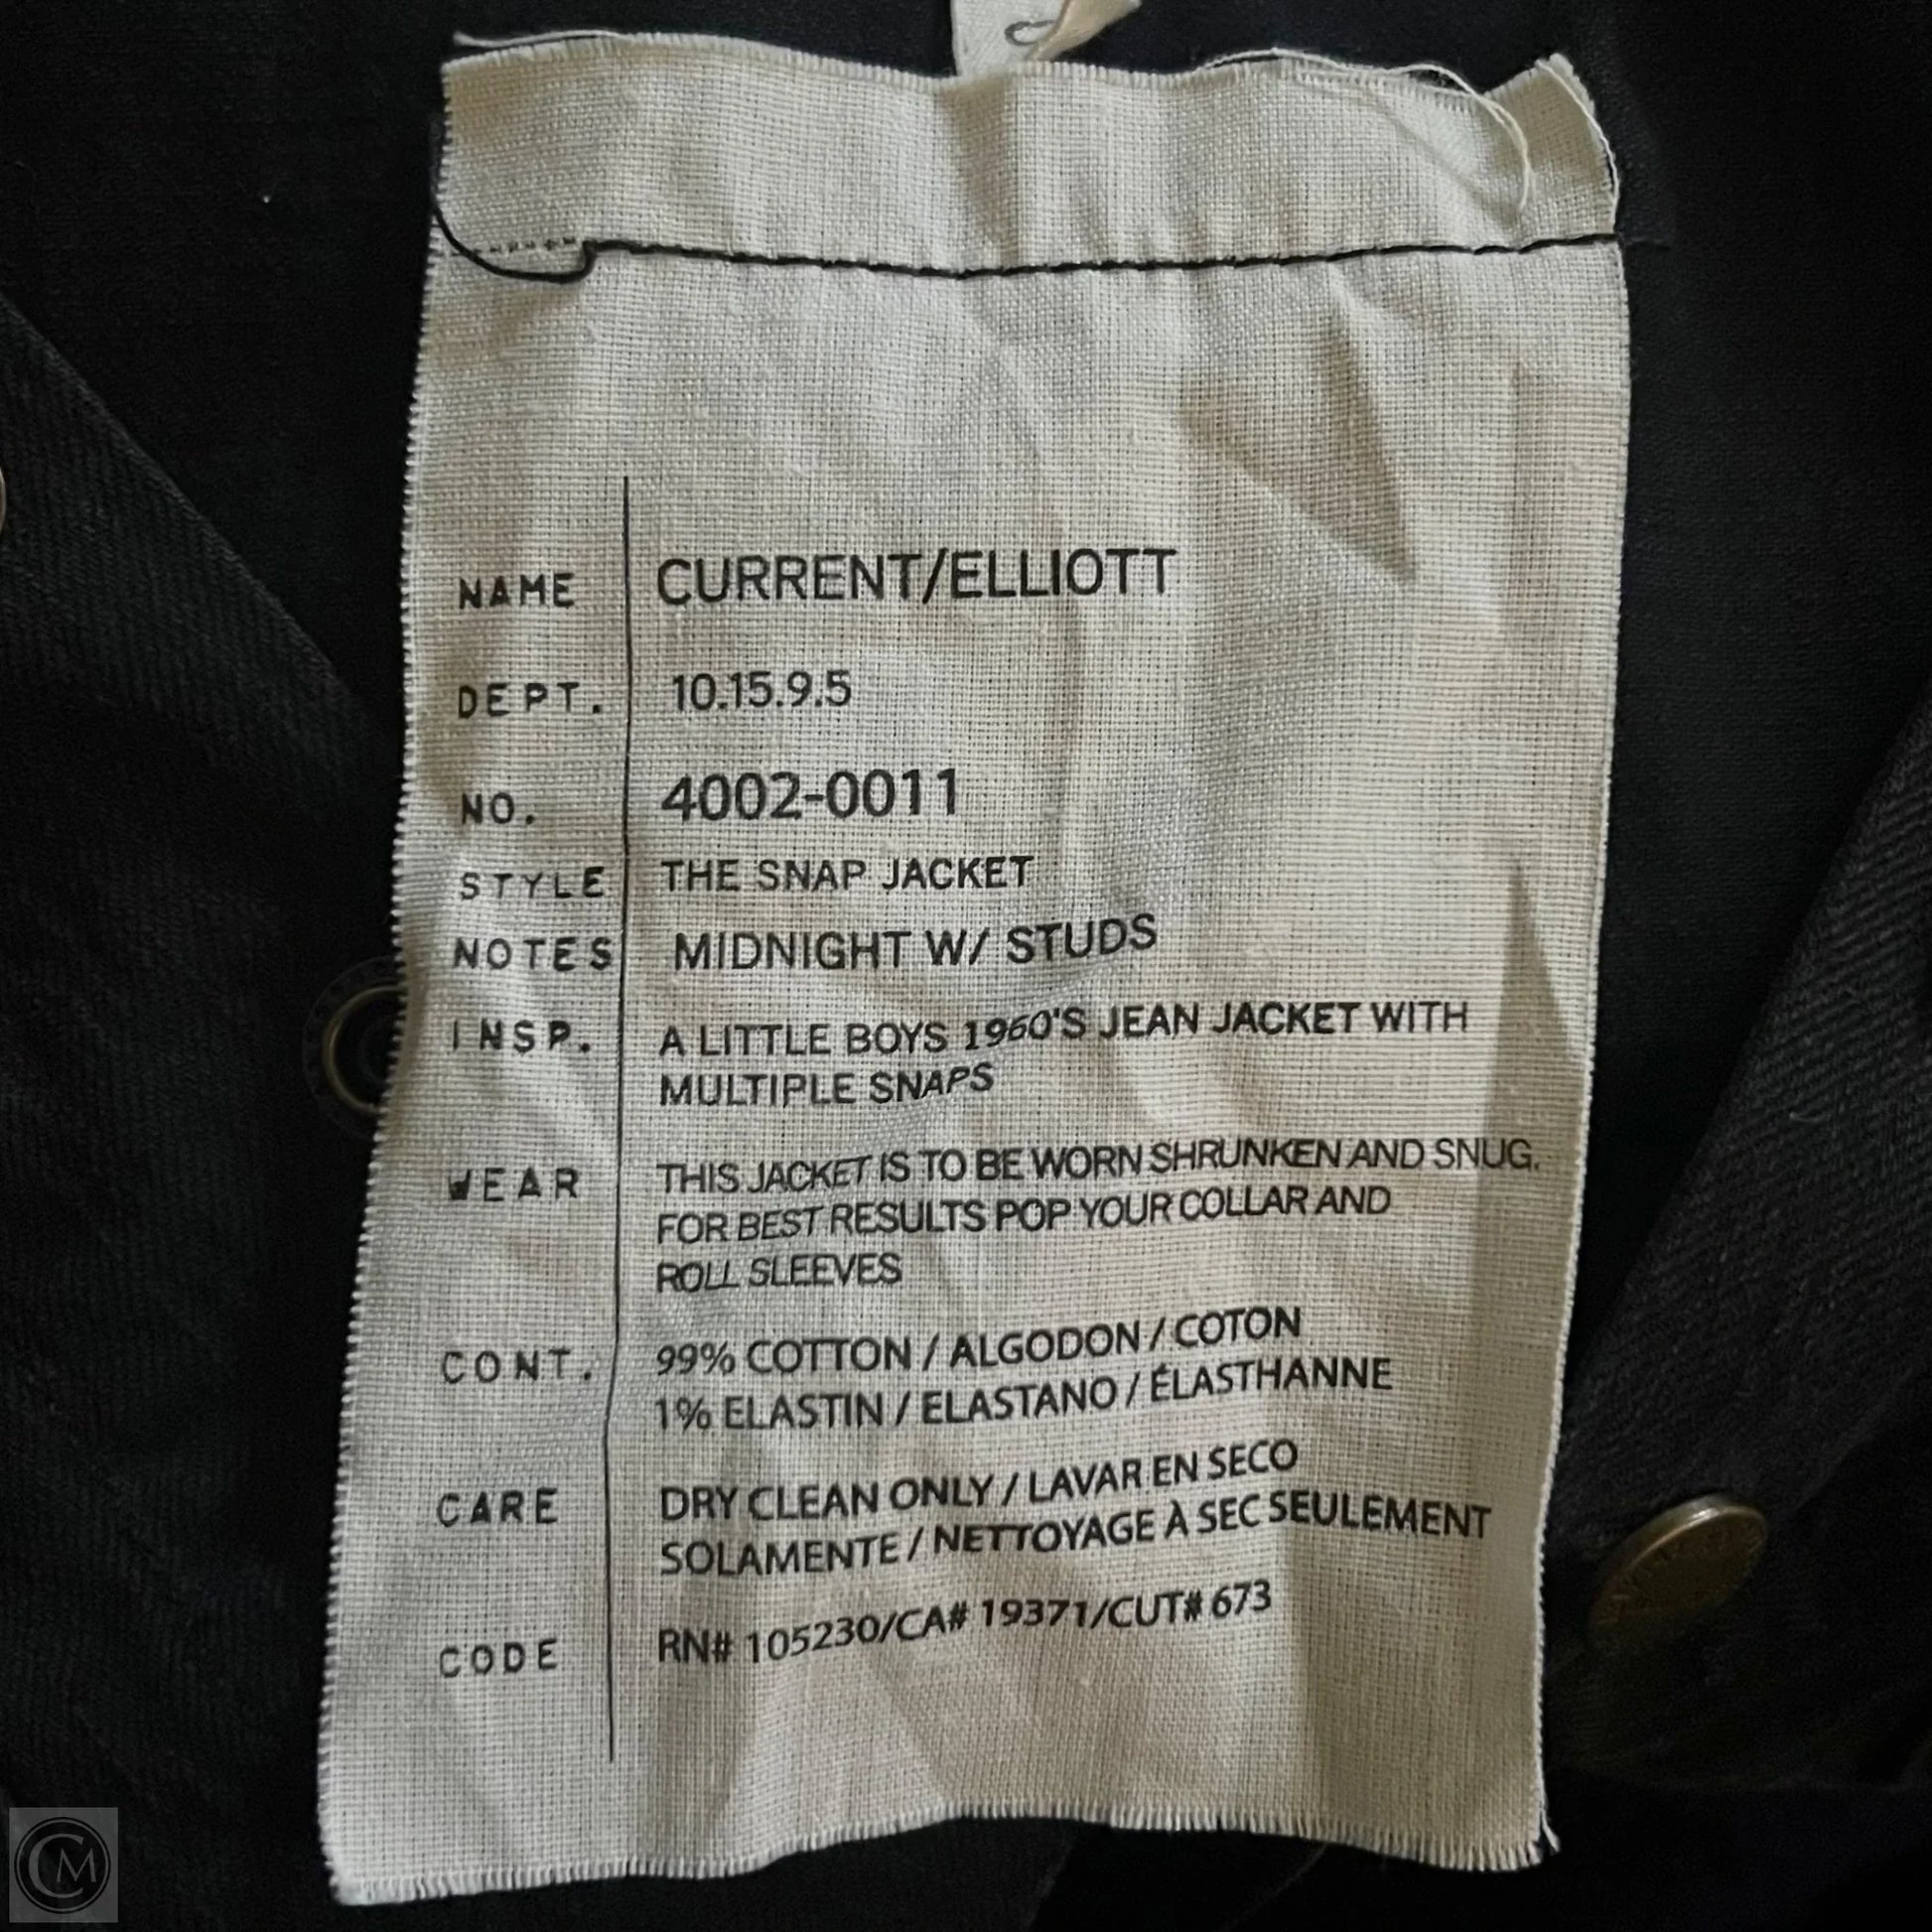 NAME CURRENT/ELLIOTT
DEPT. 10.15.9.5
NO. 4002-0011
STYLE THE SNAP JACKET
NOTES MIDNIGHT W/ STUDS
INSP. A LITTLE BOYS 1960'S JEAN JACKET WITH
MULTIPLE SNAPS
WEAR THIS JACKET IS TO BE WORN SHRUNKEN AND SNUG.
FOR BEST RESULTS POP YOUR COLLAR AND
ROLL SLEEVES
CONT. 99% COTTON / ALGODON / COTON
1% ELASTIN / ELASTANO / ÉLASTHANNE
CARE DRY CLEAN ONLY / LAVAR EN SECO
SOLAMENTE / NETTOYAGE À SEC SEULEMENT
CODE RN# 105230/CA# 19371/CUT# 673
CM